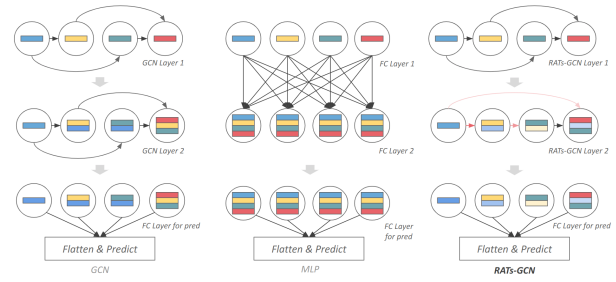 GCN Layer 1
GCN Layer 2
FC Layer for pred
Flatten & Predict
GCN
FC Layer 1
FC Layer 2
FC Layer
for pred
Flatten & Predict
MLP
RATs-GCN Layer 1
RATs-GCN Layer 2
FC Layer for pred
Flatten & Predict
RATs-GCN